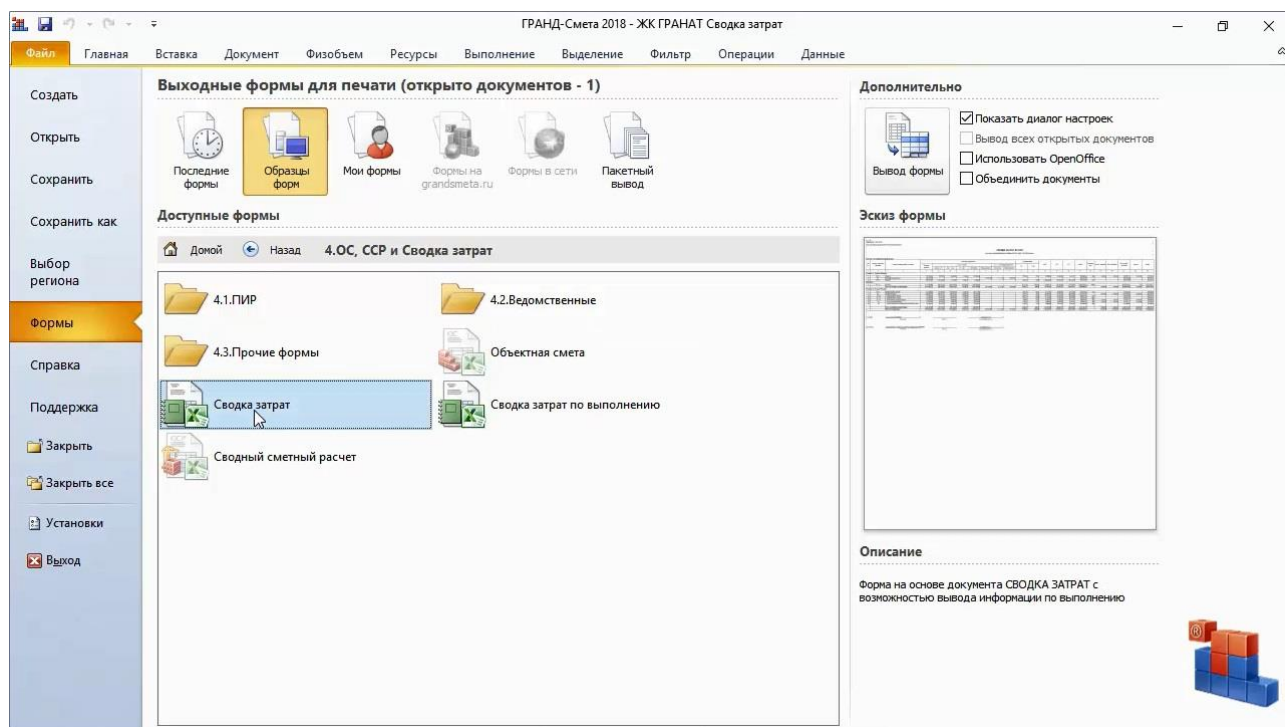 ГРАНД-Смета 2018 - ЖК ГРАНАТ Сводка затрат
Файл Главная Вставка Документ Физобъем Ресурсы Выполнение Выделение Фильтр Операции Данные
Создать
Открыть
Сохранить
Сохранить как
Выбор
региона
Формы
Справка
Поддержка
Закрыть
Закрыть все
Установки
Выход
Выходные формы для печати (открыто документов - 1)
Последние
формы
Образцы
форм
Мои формы
Формы на
grandsmeta.ru
Формы в сети
Пакетный
вывод
Доступные формы
Домой Назад 4.ОС, ССР и Сводка затрат
4.1.ПИР
4.2.Ведомственные
4.3.Прочие формы
Объектная смета
Сводка затрат
Сводка затрат по выполнению
Сводный сметный расчет
Дополнительно
Вывод формы
Показать диалог настроек
Вывод всех открытых документов
Использовать OpenOffice
Объединить документы
Эскиз формы
Описание
Форма на основе документа СВОДКА ЗАТРАТ с
возможностью вывода информации по выполнению
®